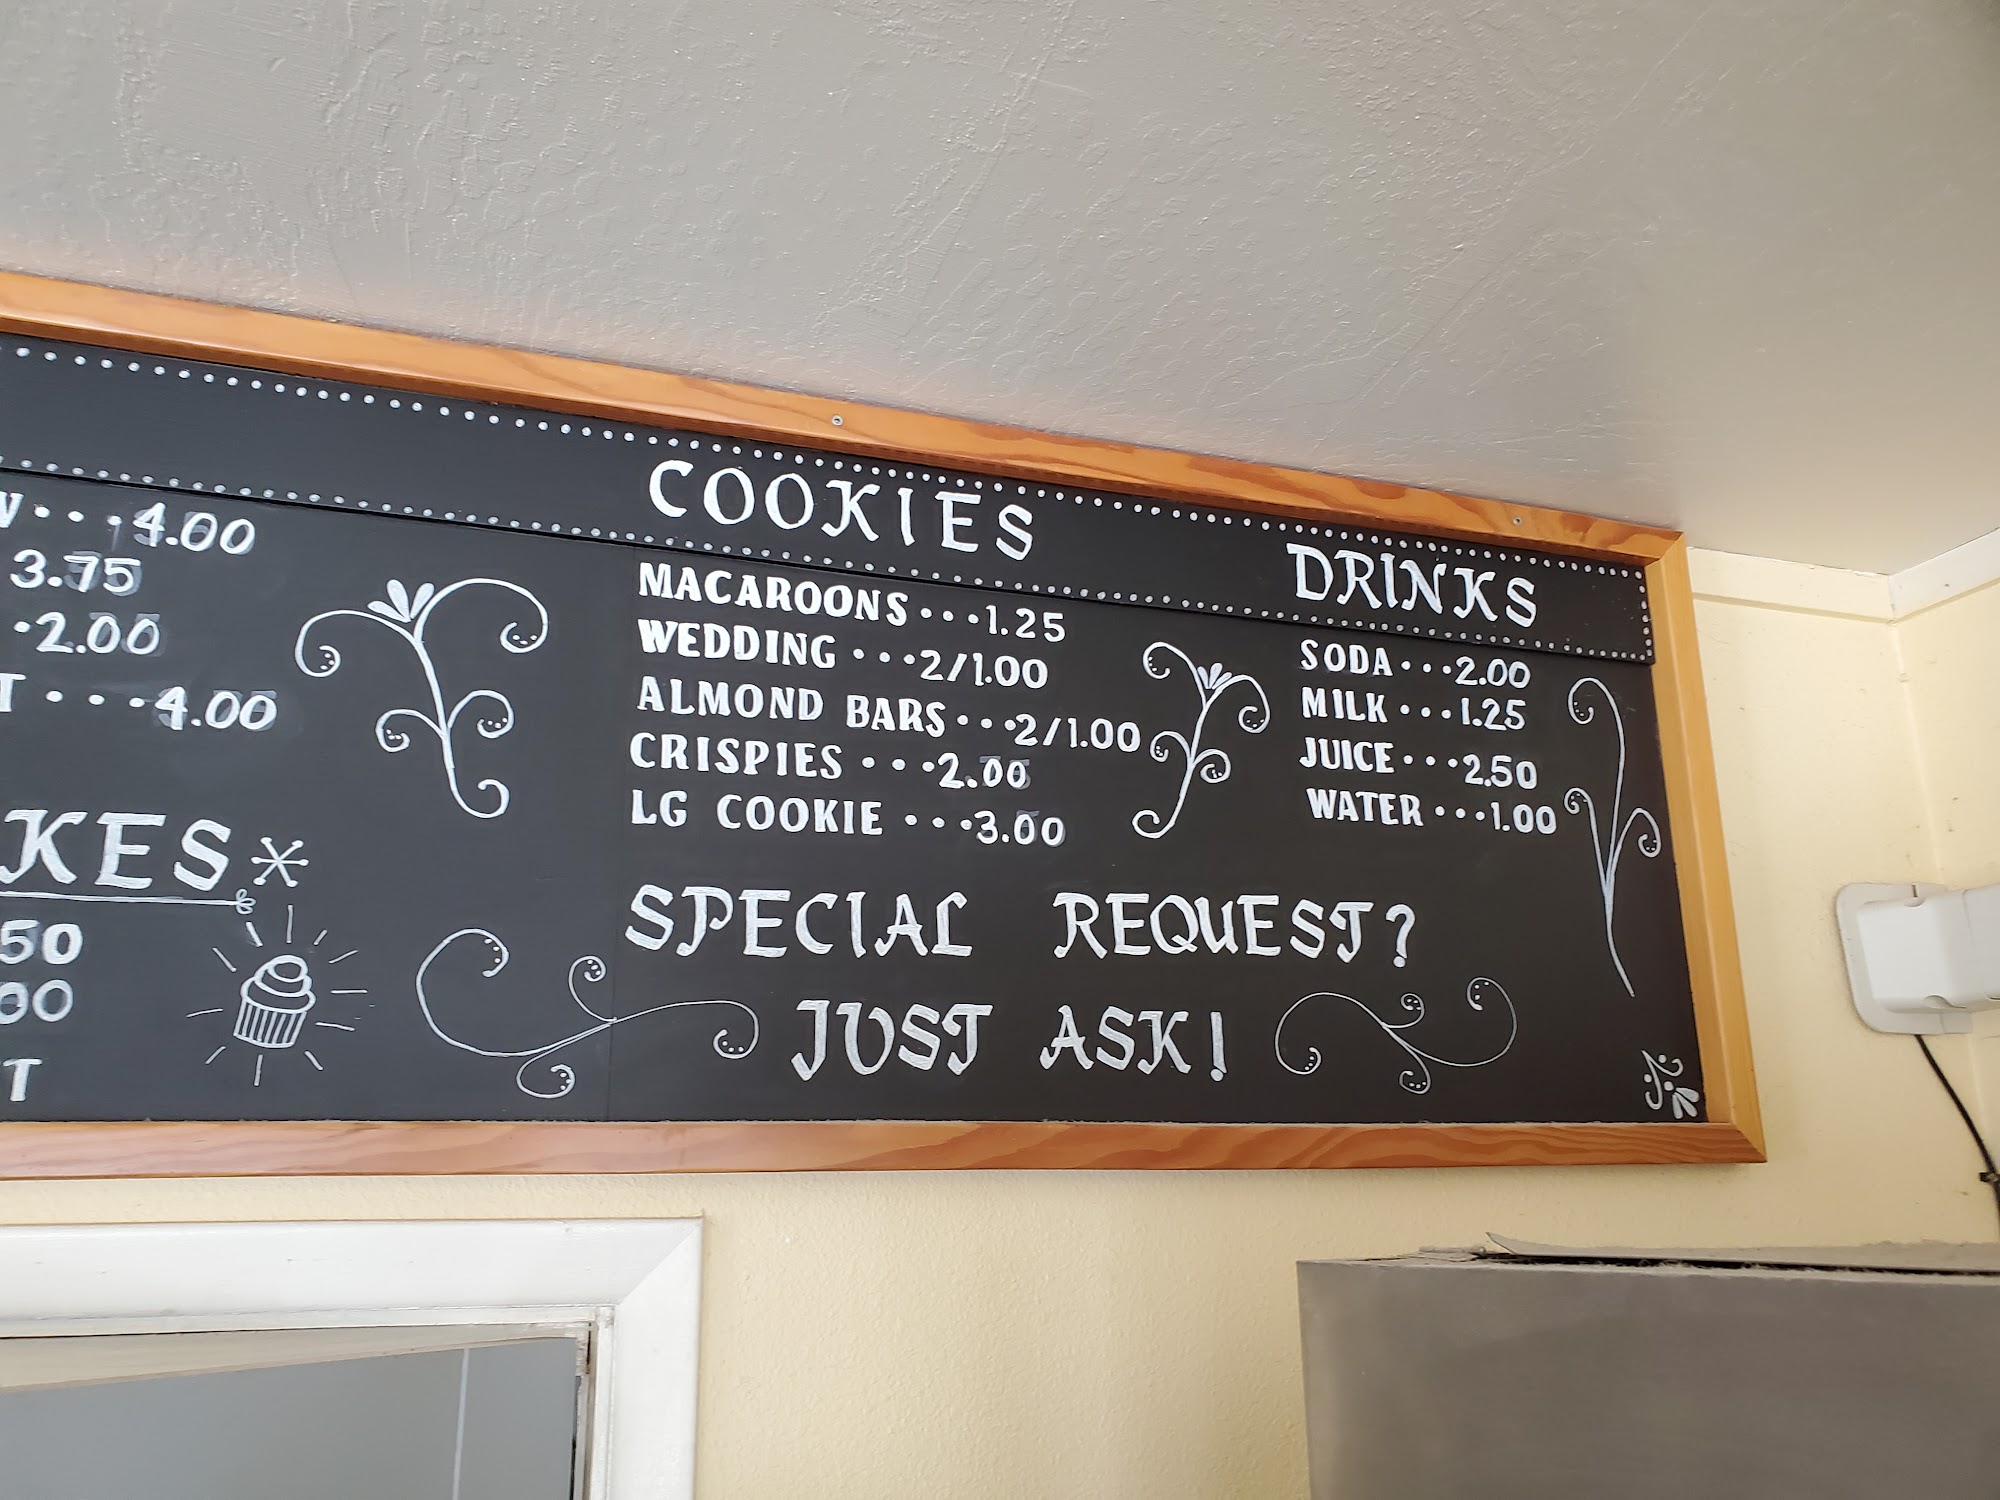 4.00
3.75
2.00
T...4.00
KES
50
00
T
COOKIES
MACAROONS...1.25
WEDDING...2/1.00
ALMOND BARS...2/1.00
CRISPIES...2.00
LG COOKIE...3.00
DRINKS
SODA...2.00
MILK...1.25
JUICE...2.50
WATER...1.00
SPECIAL REQUEST?
JUST ASK!